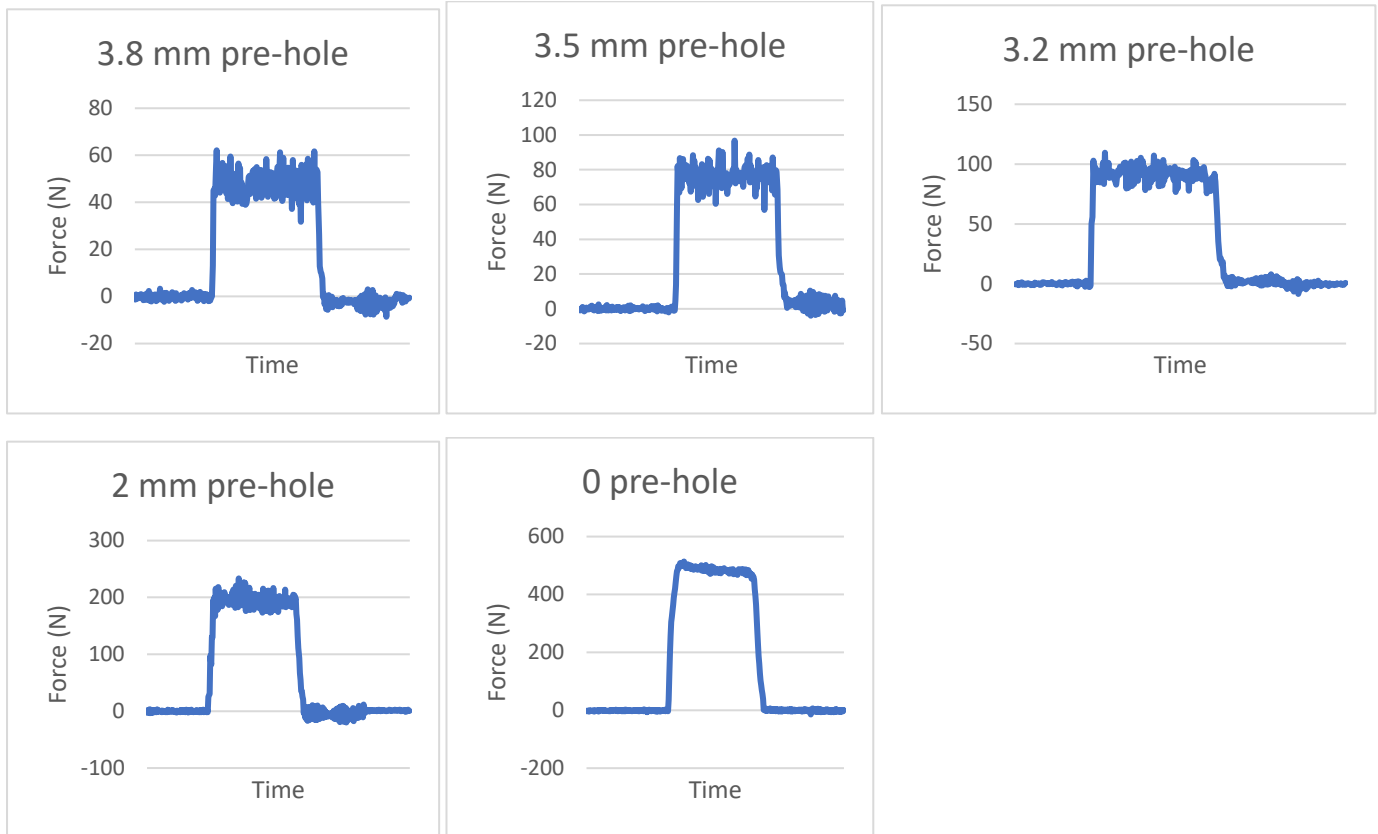 3.8 mm pre-hole
80
60
40
20
0
-20
Force (N)
Time
3.5 mm pre-hole
120
100
80
60
40
20
0
-20
Force (N)
Time
3.2 mm pre-hole
150
100
50
0
-50
Force (N)
Time
2 mm pre-hole
300
200
100
0
-100
Force (N)
Time
0 pre-hole
600
400
200
0
-200
Force (N)
Time